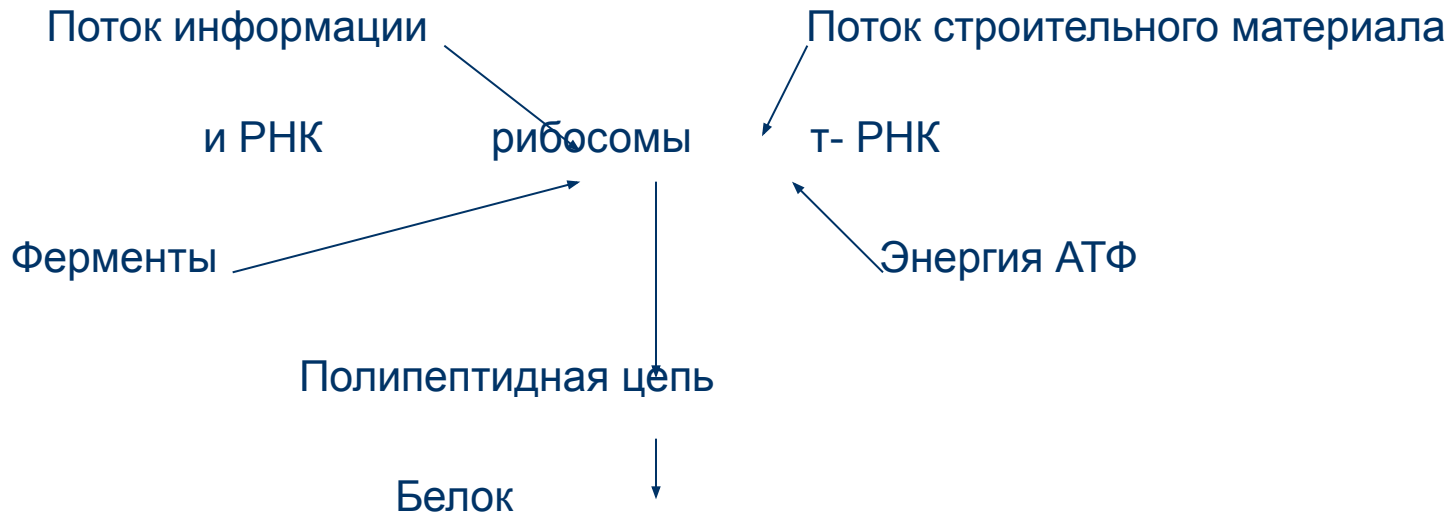 Поток информации Поток строительного материала
и РНК рибосомы т- РНК
Ферменты Энергия АТФ
Полипептидная цепь
Белок